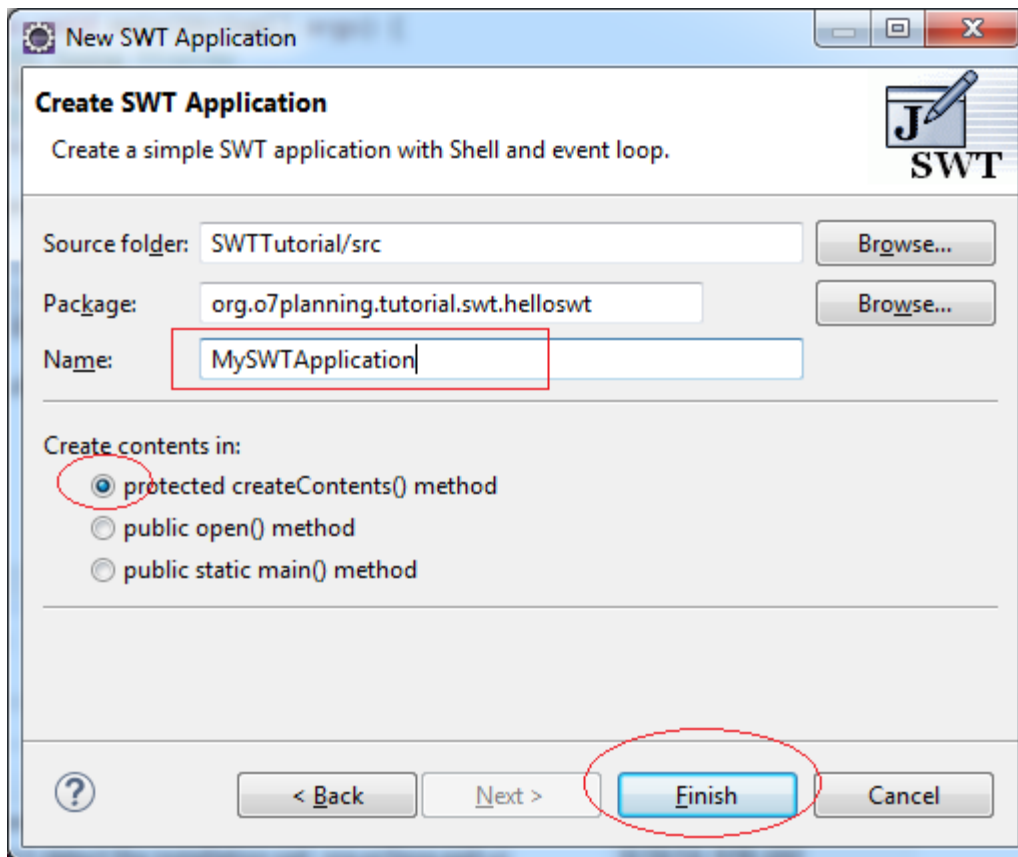 New SWT Application
Create SWT Application
Create a simple SWT application with Shell and event loop.
J
SWT
Source folder: SWTTutorial/src Browse...
Package: org.o7planning.tutorial.swt.helloswt Browse...
Name: MySWTApplication
Create contents in:
protected createContents() method
public open() method
public static main() method
? < Back Next > Finish Cancel